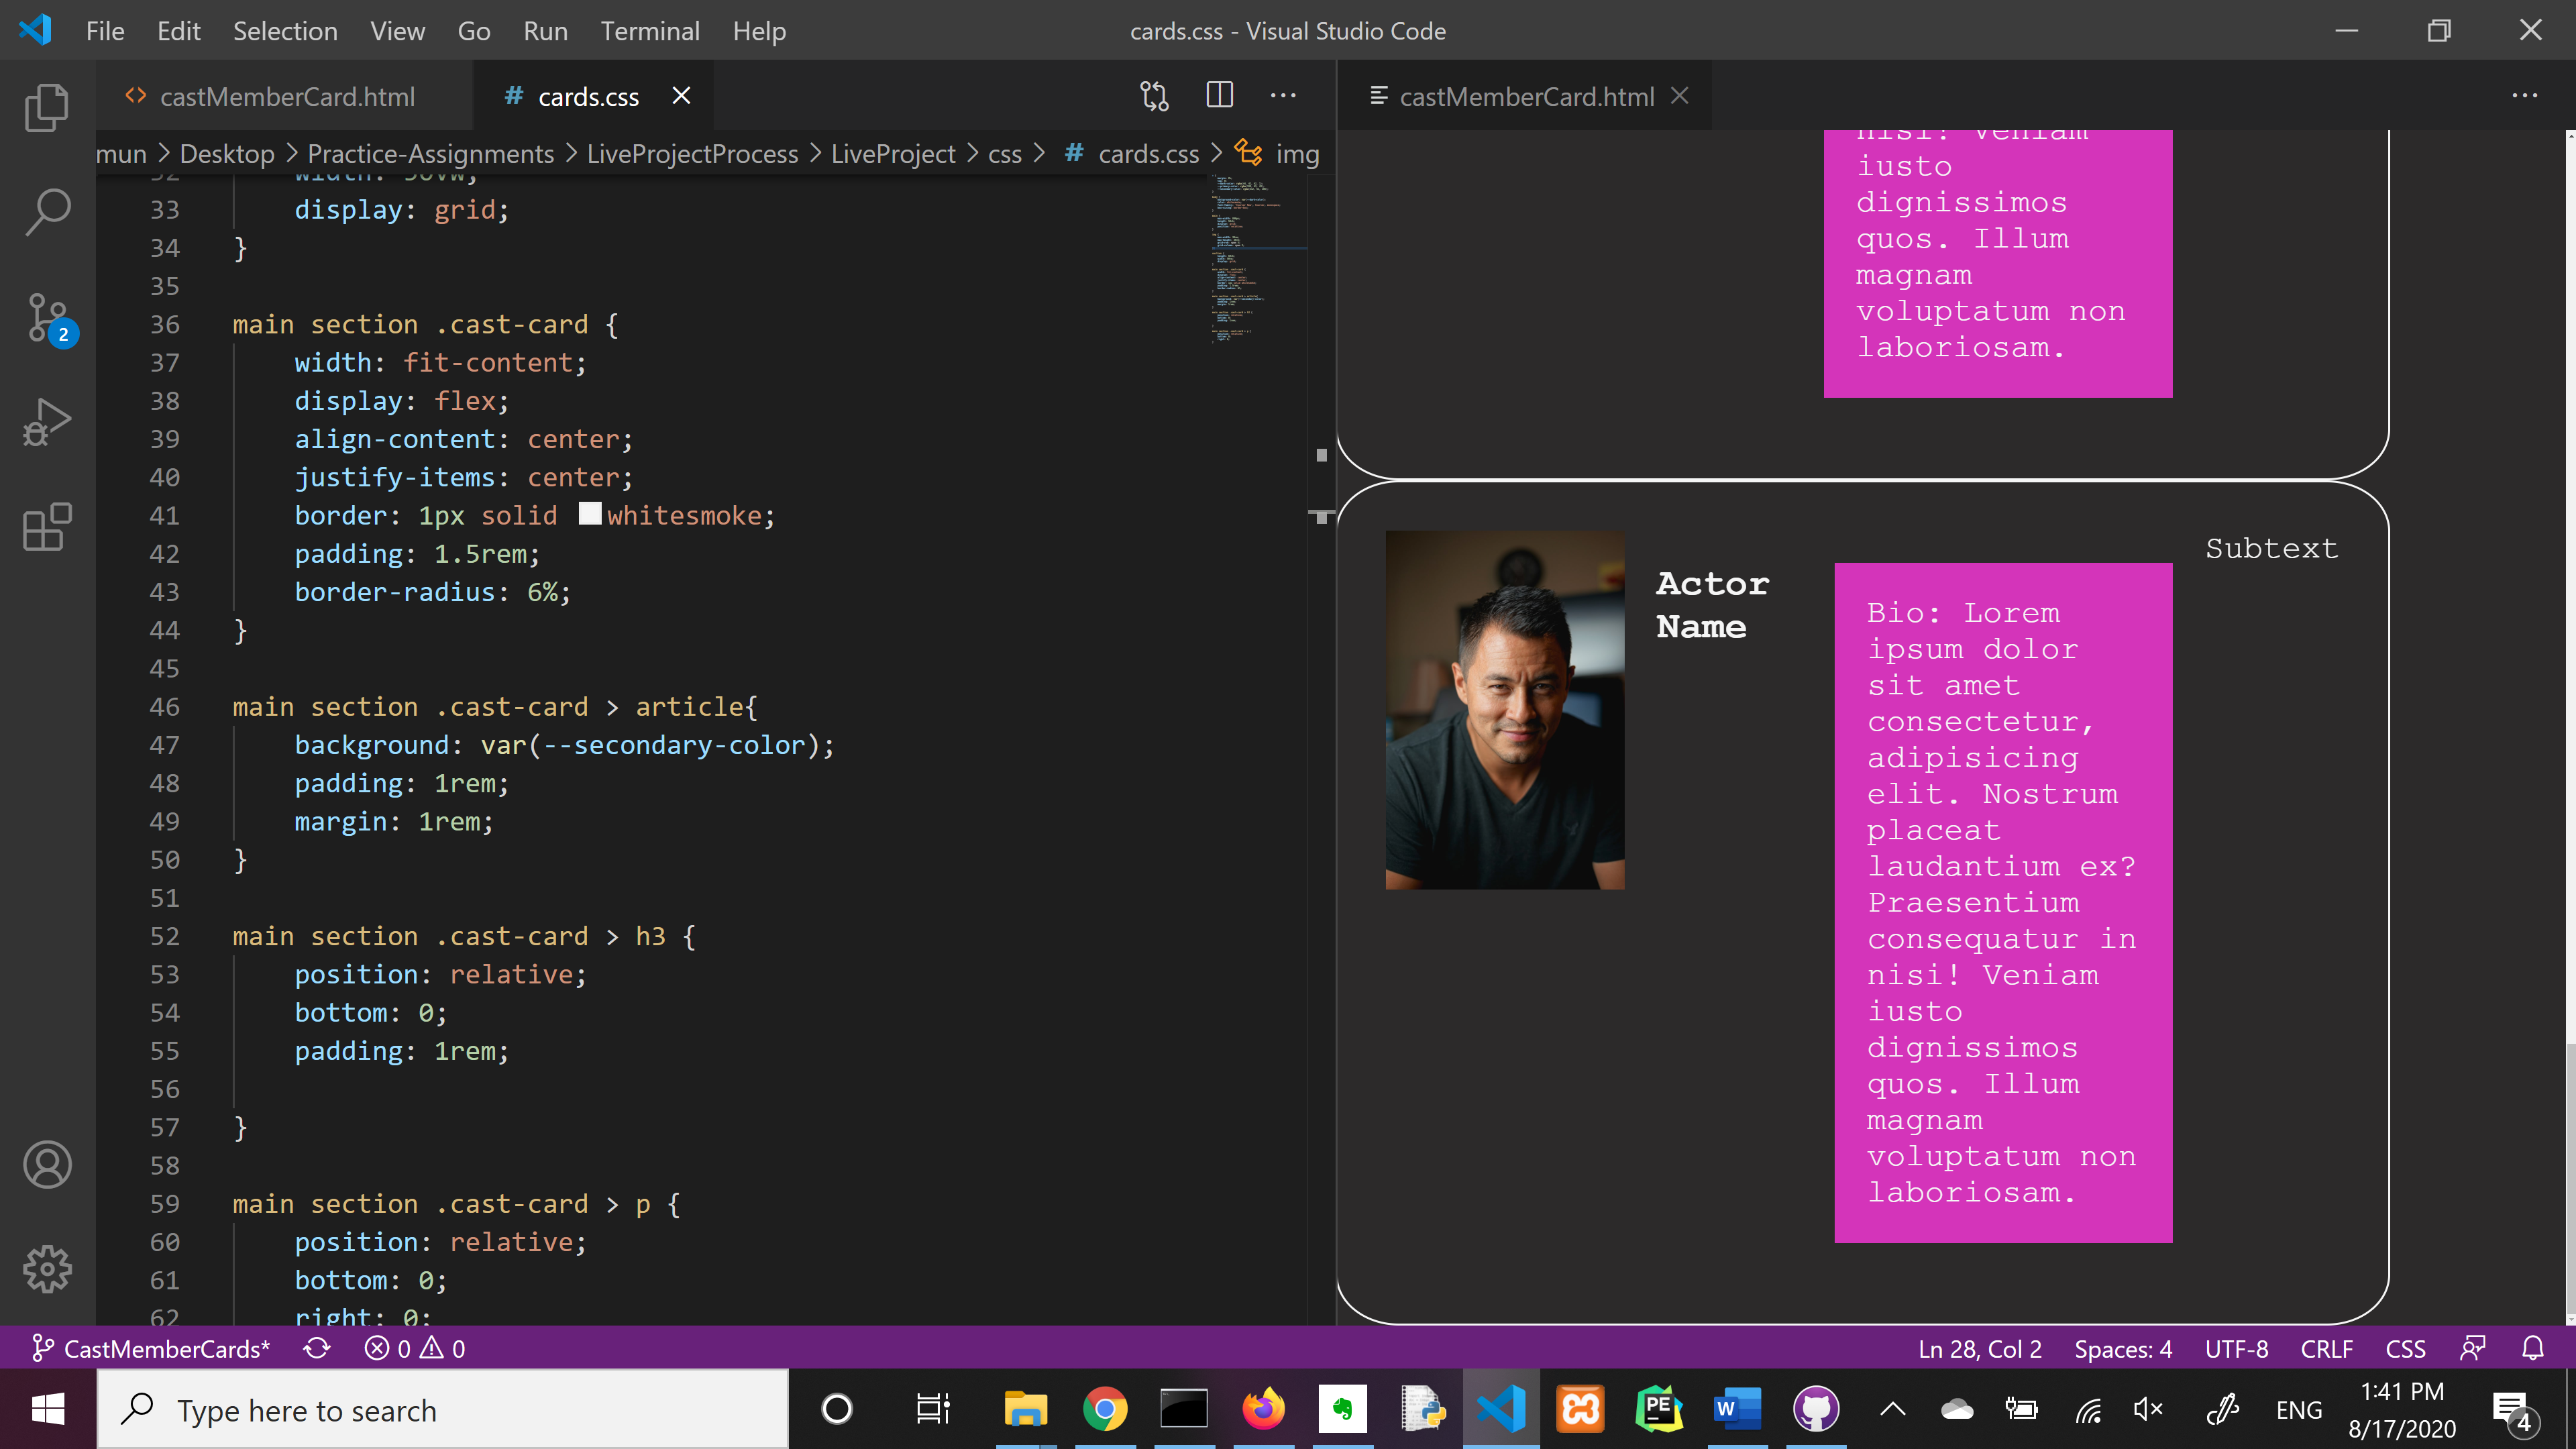 File Edit Selection View Go Run Terminal Help
cards.css - Visual Studio Code
castMemberCard.html
# cards.css
castMemberCard.html
mun > Desktop > Practice-Assignments > LiveProjectProcess > LiveProject > css > # cards.css > img
33 display: grid;
34 }
35
36 main section .cast-card {
37 width: fit-content;
38 display: flex;
39 align-content: center;
40 justify-items: center;
41 border: 1px solid whitesmoke;
42 padding: 1.5rem;
43 border-radius: 6%;
44 }
45
46 main section .cast-card > article{
47 background: var(--secondary-color);
48 padding: 1rem;
49 margin: 1rem;
50 }
51
52 main section .cast-card > h3 {
53 position: relative;
54 bottom: 0;
55 padding: 1rem;
56
57 }
58
59 main section .cast-card > p {
60 position: relative;
61 bottom: 0;
62 right: 0;
nisi! Veniam
iusto
dignissimos
quos. Illum
magnam
voluptatum non
laboriosam.
Actor
Name
Bio: Lorem
ipsum dolor
sit amet
consectetur,
adipisicing
elit. Nostrum
placeat
laudantium ex?
Praesentium
consequatur in
nisi! Veniam
iusto
dignissimos
quos. Illum
magnam
voluptatum non
laboriosam.
Subtext
2
CastMemberCards* 0 0
Ln 28, Col 2 Spaces: 4 UTF-8 CRLF CSS
Type here to search
PE
W
ENG
1:41 PM
8/17/2020
4